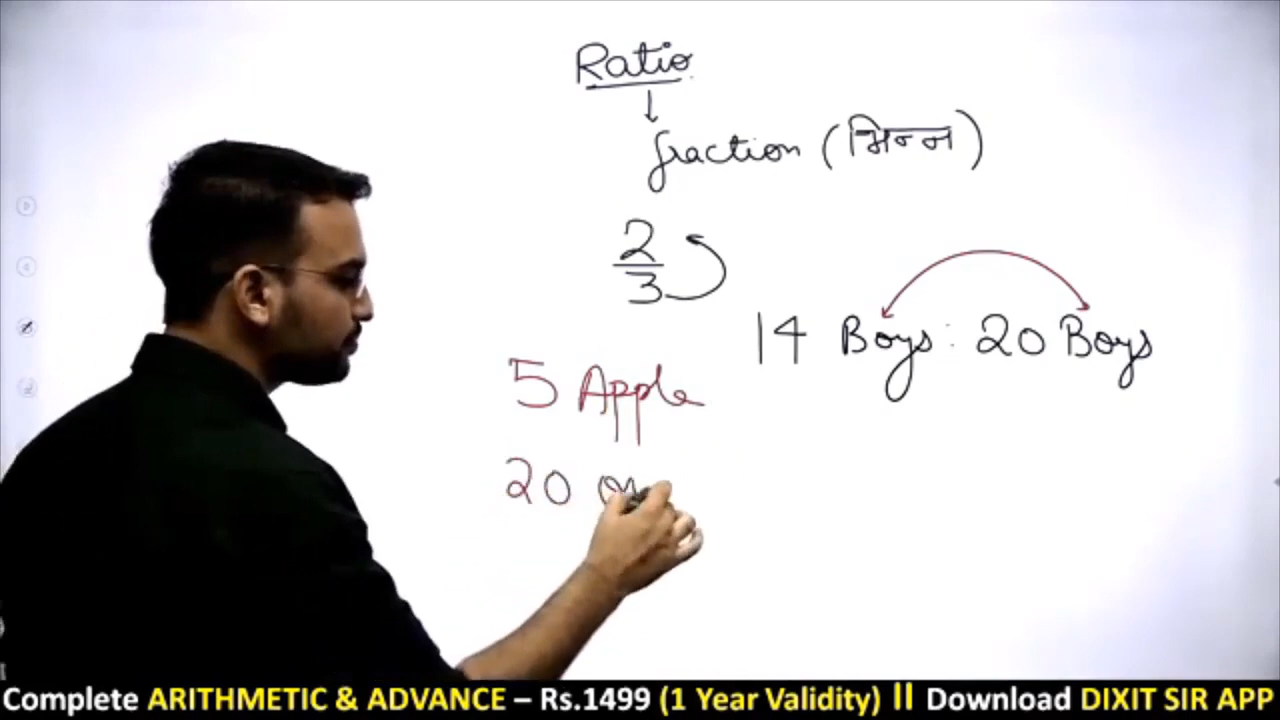 Ratio
fraction (भिन्न)
2
3
14 Boys : 20 Boys
5 Apple
20
Complete ARITHMETIC & ADVANCE – Rs.1499 (1 Year Validity) II Download DIXIT SIR APP